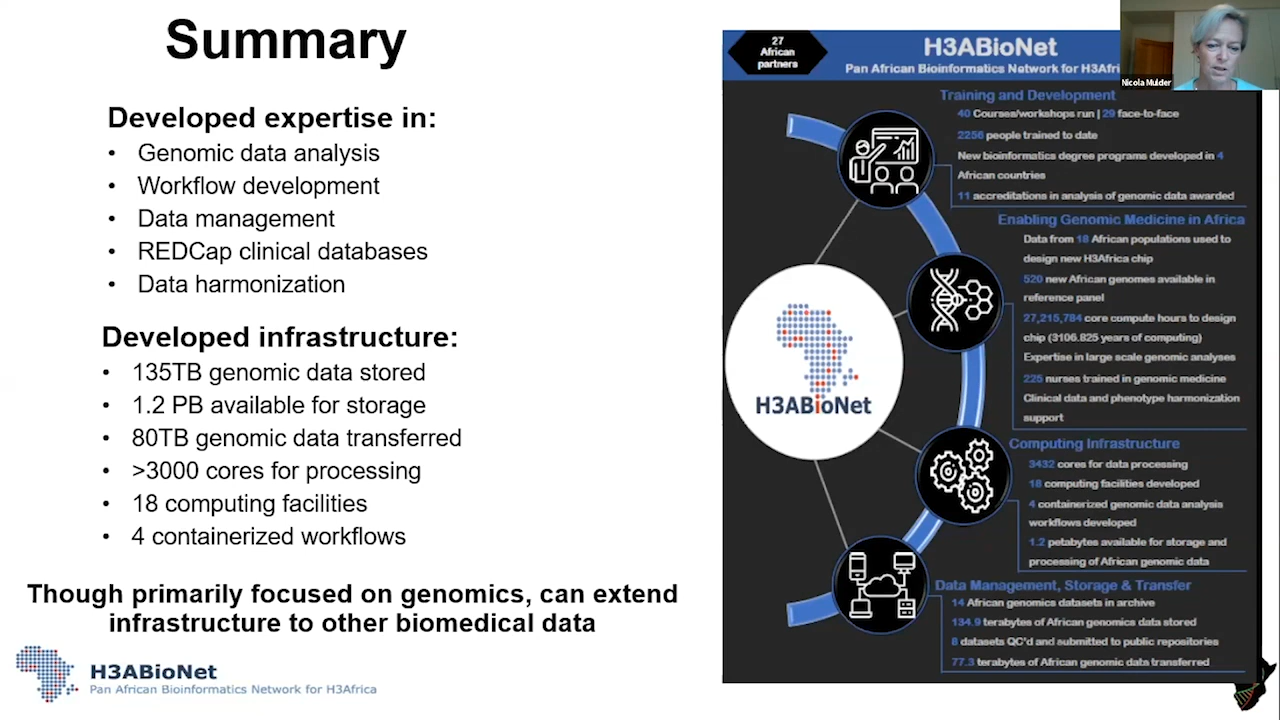 Summary
Developed expertise in:
• Genomic data analysis
• Workflow development
• Data management
• REDCap clinical databases
• Data harmonization
Developed infrastructure:
• 135TB genomic data stored
• 1.2 PB available for storage
• 80TB genomic data transferred
• >3000 cores for processing
• 18 computing facilities
• 4 containerized workflows
Though primarily focused on genomics, can extend
infrastructure to other biomedical data
H3ABioNet
Pan African Bioinformatics Network for H3Africa
27
African
partners
H3ABioNet
Pan African Bioinformatics Network for H3Afri
Nicola Mulder
Training and Development
40 Courses/workshops run | 29 face-to-face
2256 people trained to date
New bioinformatics degree programs developed in 4
African countries
11 accreditations in analysis of genomic data awarded
Enabling Genomic Medicine in Africa
Data from 18 African populations used to
design new H3Africa chip
520 new African genomes available in
reference panel
27,215,784 core compute hours to design
chip (3106.825 years of computing)
Expertise in large scale genomic analyses
225 nurses trained in genomic medicine
Clinical data and phenotype harmonization
support
H3ABioNet
Computing Infrastructure
3432 cores for data processing
18 computing facilities developed
4 containerized genomic data analysis
workflows developed
1.2 petabytes available for storage and
processing of African genomic data
Data Management, Storage & Transfer
14 African genomics datasets in archive
134.9 terabytes of African genomics data stored
8 datasets QC'd and submitted to public repositories
77.3 terabytes of African genomic data transferred